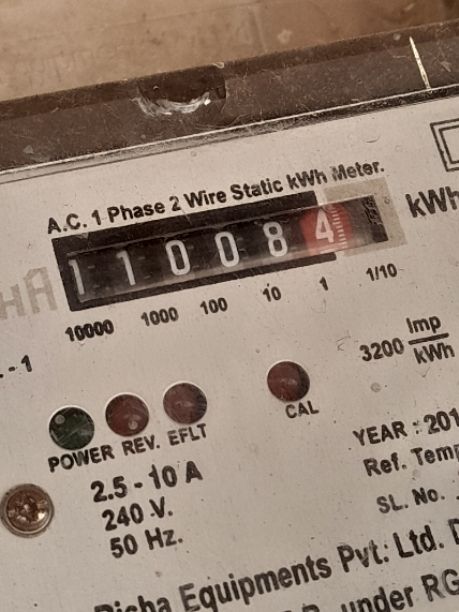 A.C. 1 Phase 2 Wire Static kWh Meter.
1 1 0 0 8 4
kWh
10000 1000 100 10 1 1/10
- 1
3200 Imp/kWh
POWER REV. EFLT
CAL
2.5 - 10 A
240 V.
50 Hz.
YEAR : 201
Ref. Temp
SL. No.
Equipments Pvt. Ltd.
under RG